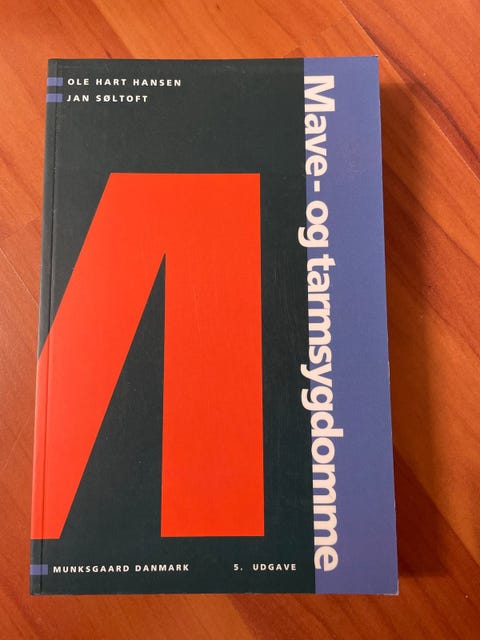 OLE HART HANSEN
JAN SØLTOFT
Mave- og tarmsygdomme
MUNKSGAARD DANMARK 5. UDGAVE